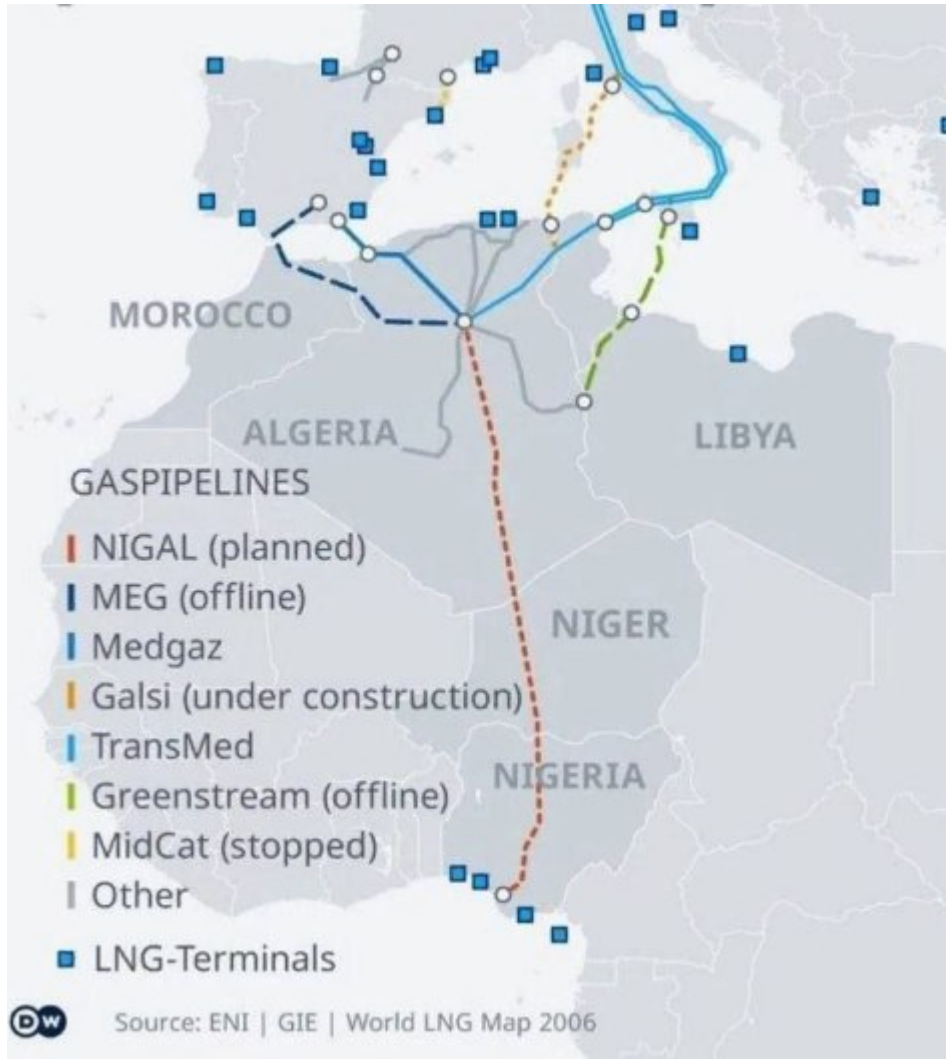 MOROCCO
ALGERIA
LIBYA
GASPIPELINES
NIGAL (planned)
MEG (offline)
NIGER
Medgaz
Galsi (under construction)
TransMed
NIGERIA
Greenstream (offline)
MidCat (stopped)
Other
LNG-Terminals
DW
Source: ENI | GIE | World LNG Map 2006